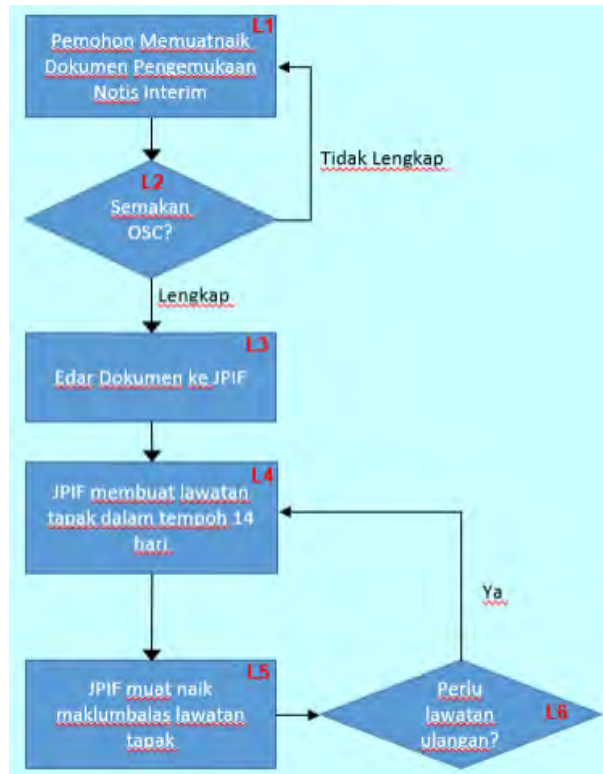 L1
Pemohon Memuatnaik
Dokumen Pengemukaan
Notis Interim
Tidak Lengkap
L2
Semakan
OSC?
Lengkap
L3
Edar Dokumen ke JPIF
L4
JPIF membuat lawatan
tapak dalam tempoh 14
hari
Ya
L5
JPIF muat naik
maklumbalas lawatan
tapak
Perlu
lawatan
ulangan?
L6